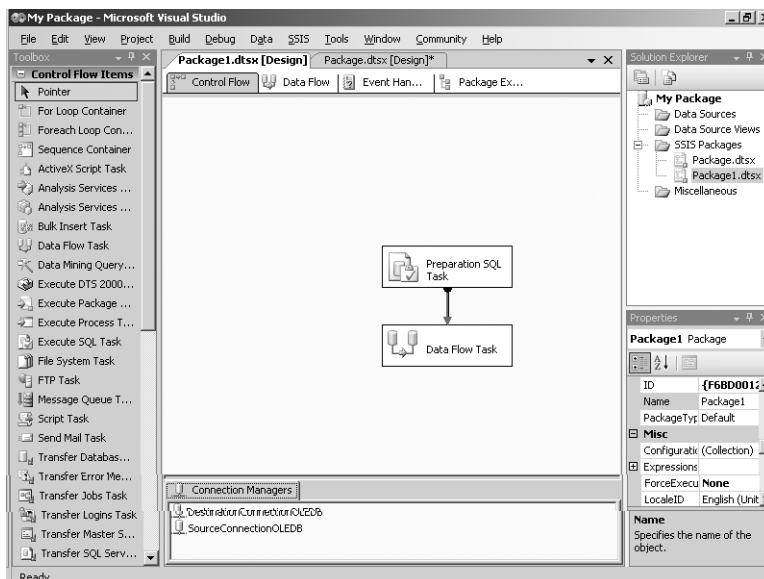 My Package - Microsoft Visual Studio
File Edit View Project Build Debug Data SSIS Tools Window Community Help
Toolbox
Control Flow Items
Pointer
For Loop Container
Foreach Loop Con...
Sequence Container
ActiveX Script Task
Analysis Services ...
Analysis Services ...
Bulk Insert Task
Data Flow Task
Data Mining Query...
Execute DTS 2000...
Execute Package ...
Execute Process T...
Execute SQL Task
File System Task
FTP Task
Message Queue T...
Script Task
Send Mail Task
Transfer Databas...
Transfer Error Me...
Transfer Jobs Task
Transfer Logins Task
Transfer Master S...
Transfer SQL Serv...
Package1.dtsx [Design] Package.dtsx [Design]*
Control Flow Data Flow Event Han... Package Ex...
Preparation SQL
Task
Data Flow Task
Connection Managers
DestinationConnectionOLEDB
SourceConnectionOLEDB
Solution Explorer
My Package
Data Sources
Data Source Views
SSIS Packages
Package.dtsx
Package1.dtsx
Miscellaneous
Properties
Package1 Package
ID {F6BD0012
Name Package1
PackageTyp Default
Misc
Configuratic (Collection)
Expressions
ForceExecu None
LocaleID English (Unit
Name
Specifies the name of the
object.
Ready